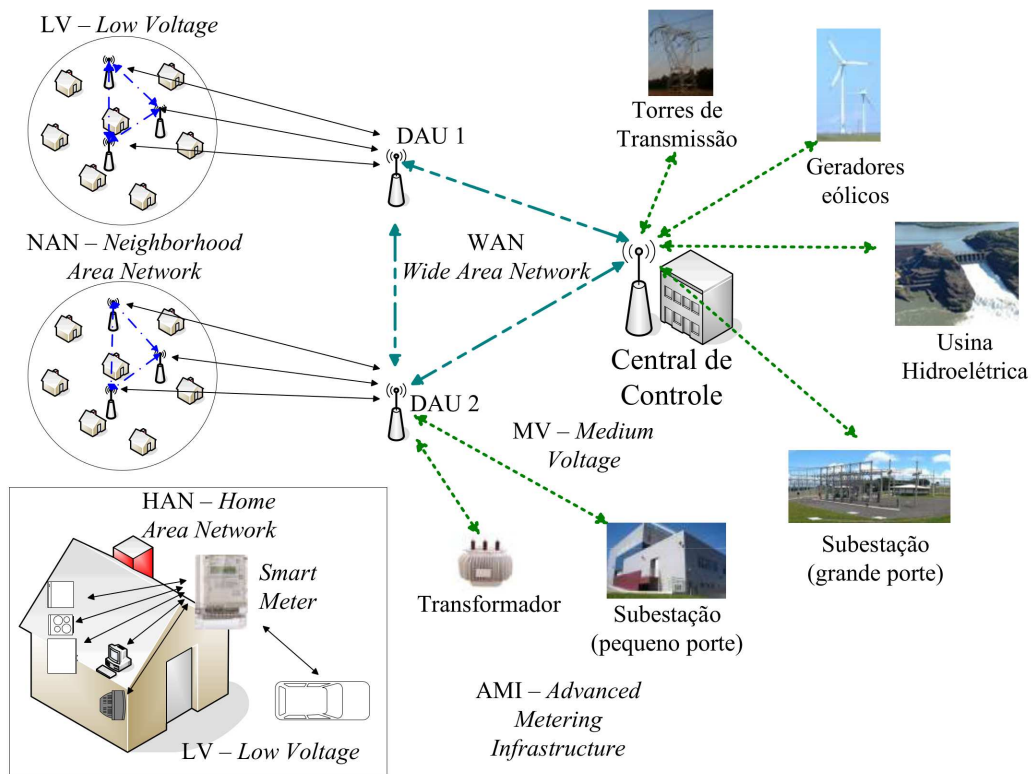 LV – Low Voltage
DAU 1
Torres de
Transmissão
Geradores
eólicos
NAN – Neighborhood
Area Network
WAN
Wide Area Network
Central de
Controle
Usina
Hidroelétrica
DAU 2
MV – Medium
Voltage
HAN – Home
Area Network
Smart
Meter
Transformador
Subestação
(pequeno porte)
Subestação
(grande porte)
AMI – Advanced
Metering
Infrastructure
LV – Low Voltage